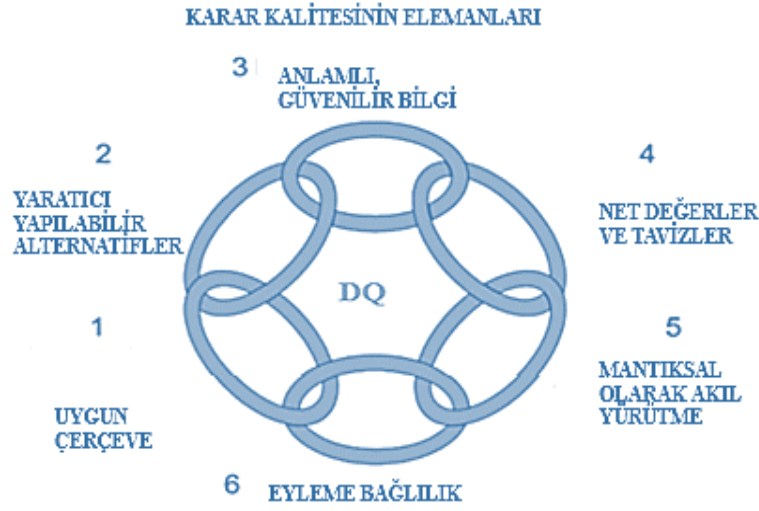 KARAR KALİTESİNİN ELEMANLARI
3
ANLAMLI,
GÜVENİLİR BİLGİ
2
YARATICI
YAPILABİLİR
ALTERNATİFLER
4
NET DEĞERLER
VE TAVİZLER
DQ
1
UYGUN
ÇERÇEVE
5
MANTIKSAL
OLARAK AKIL
YÜRÜTME
6
EYLEME BAĞLILIK